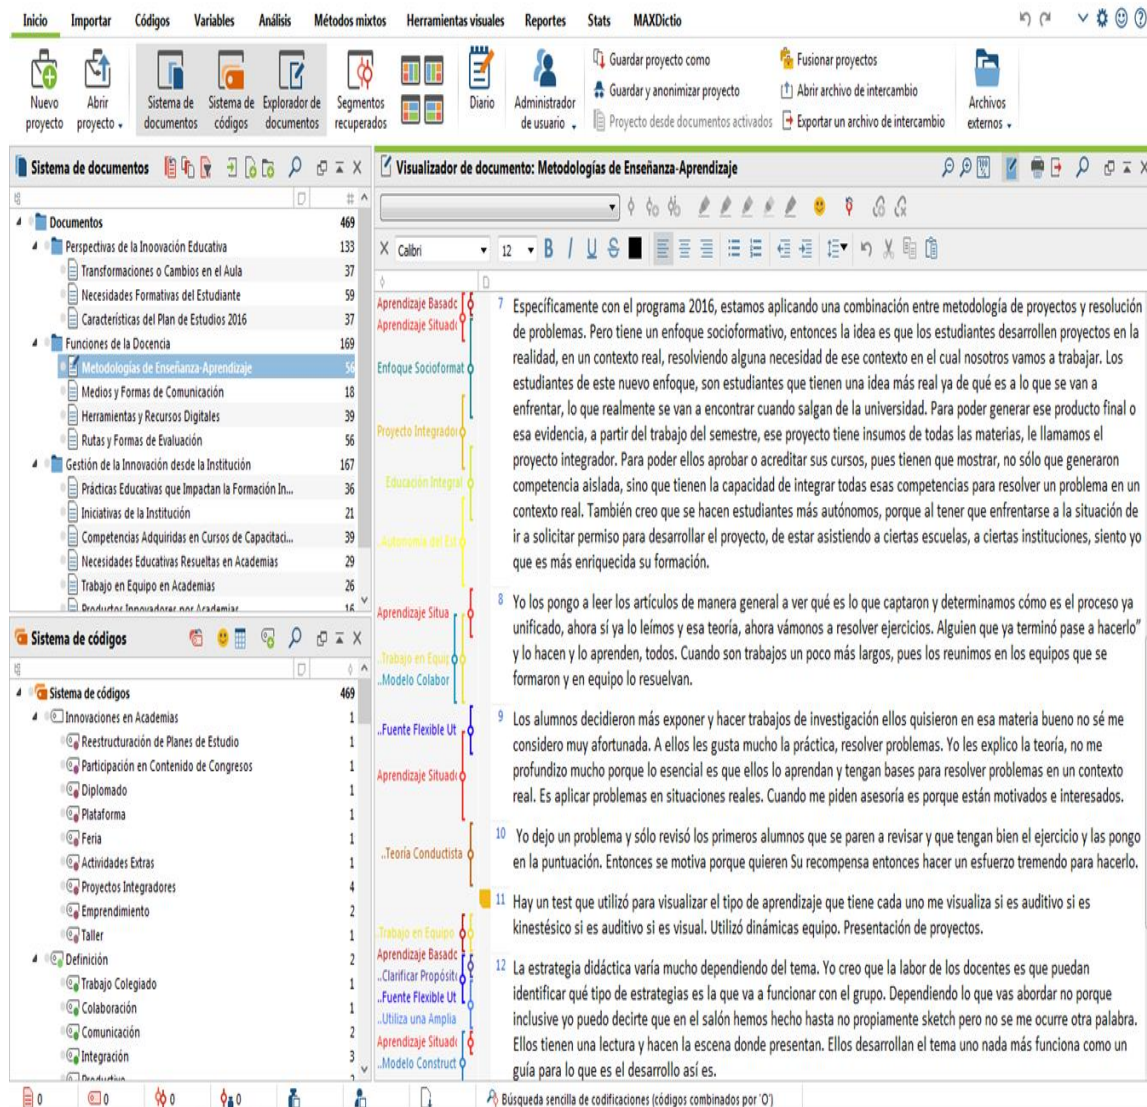 Inicio Importar Códigos Variables Análisis Métodos mixtos Herramientas visuales Reportes Stats MAXDictio
Nuevo proyecto
Abrir proyecto
Sistema de documentos
Sistema de códigos
Explorador de documentos
Segmentos recuperados
Diario
Administrador de usuario
Guardar proyecto como
Guardar y anonimizar proyecto
Proyecto desde documentos activados
Fusionar proyectos
Abrir archivo de intercambio
Exportar un archivo de intercambio
Archivos externos
Sistema de documentos
#
Documentos 469
Perspectivas de la Inoovación Educativa 133
Transformaciones o Cambios en el Aula 37
Necesidades Formativas del Estudiante 59
Características del Plan de Estudios 2016 37
Funciones de la Docencia 169
Metodologías de Enseñanza-Aprendizaje 56
Medios y Formas de Comunicación 18
Herramientas y Recursos Digitales 39
Rutas y Formas de Evaluación 56
Gestión de la Innovación desde la Institución 167
Prácticas Educativas que Impactan la Formación In... 36
Iniciativas de la Institución 21
Competencias Adquiridas en Cursos de Capacitaci... 39
Necesidades Educativas Resueltas en Academias 29
Trabajo en Equipo en Academias 26
Productos Innovadores por Academias 16
Sistema de códigos
Sistema de códigos 469
Innovaciones en Academias 1
Reestructuración de Planes de Estudio 1
Participación en Contenido de Congresos 1
Diplomado 1
Plataforma 1
Feria 1
Actividades Extras 1
Proyectos Integradores 4
Emprendimiento 2
Taller 1
Definición 2
Trabajo Colegiado 1
Colaboración 1
Comunicación 2
Integración 3
Productivo 2
Visualizador de documento: Metodologías de Enseñanza-Aprendizaje
Calibri 12 B I U S
Aprendizaje Basadc
Aprendizaje Situadc
Enfoque Socioformat
Proyecto Integrador
Educación Integral
..Autonomía del Est
Aprendizaje Situa
..Trabajo en Equip
..Modelo Colabor
..Fuente Flexible Ut
Aprendizaje Situadc
..Teoría Conductista
..Trabajo en Equipo
Aprendizaje Basadc
..Clarificar Propósitc
..Fuente Flexible Ut
..Utiliza una Amplia
Aprendizaje Situadc
..Modelo Construct
7 Específicamente con el programa 2016, estamos aplicando una combinación entre metodología de proyectos y resolución
de problemas. Pero tiene un enfoque socioformativo, entonces la idea es que los estudiantes desarrollen proyectos en la
realidad, en un contexto real, resolviendo alguna necesidad de ese contexto en el cual nosotros vamos a trabajar. Los
estudiantes de este nuevo enfoque, son estudiantes que tienen una idea más real ya de qué es a lo que se van a
enfrentar, lo que realmente se van a encontrar cuando salgan de la universidad. Para poder generar ese producto final o
esa evidencia, a partir del trabajo del semestre, ese proyecto tiene insumos de todas las materias, le llamamos el
proyecto integrador. Para poder ellos aprobar o acreditar sus cursos, pues tienen que mostrar, no sólo que generaron
competencia aislada, sino que tienen la capacidad de integrar todas esas competencias para resolver un problema en un
contexto real. También creo que se hacen estudiantes más autónomos, porque al tener que enfrentarse a la situación de
ir a solicitar permiso para desarrollar el proyecto, de estar asistiendo a ciertas escuelas, a ciertas instituciones, siento yo
que es más enriquecida su formación.
8 Yo los pongo a leer los artículos de manera general a ver qué es lo que captaron y determinamos cómo es el proceso ya
unificado, ahora sí ya lo leímos y esa teoría, ahora vámonos a resolver ejercicios. Alguien que ya terminó pase a hacerlo"
y lo hacen y lo aprenden, todos. Cuando son trabajos un poco más largos, pues los reunimos en los equipos que se
formaron y en equipo lo resuelvan.
9 Los alumnos decidieron más exponer y hacer trabajos de investigación ellos quisieron en esa materia bueno no sé me
considero muy afortunada. A ellos les gusta mucho la práctica, resolver problemas. Yo les explico la teoría, no me
profundizo mucho porque lo esencial es que ellos lo aprendan y tengan bases para resolver problemas en un contexto
real. Es aplicar problemas en situaciones reales. Cuando me piden asesoría es porque están motivados e interesados.
10 Yo dejo un problema y sólo revisó los primeros alumnos que se paren a revisar y que tengan bien el ejercicio y las pongo
en la puntuación. Entonces se motiva porque quieren Su recompensa entonces hacer un esfuerzo tremendo para hacerlo.
11 Hay un test que utilizó para visualizar el tipo de aprendizaje que tiene cada uno me visualiza si es auditivo si es
kinestésico si es auditivo si es visual. Utilizó dinámicas equipo. Presentación de proyectos.
12 La estrategia didáctica varía mucho dependiendo del tema. Yo creo que la labor de los docentes es que puedan
identificar qué tipo de estrategias es la que va a funcionar con el grupo. Dependiendo lo que vas abordar no porque
inclusive yo puedo decirte que en el salón hemos hecho hasta no propiamente sketch pero no se me ocurre otra palabra.
Ellos tienen una lectura y hacen la escena donde presentan. Ellos desarrollan el tema uno nada más funciona como un
guía para lo que es el desarrollo así es.
0 0 0 0 Búsqueda sencilla de codificaciones (códigos combinados por 'O')